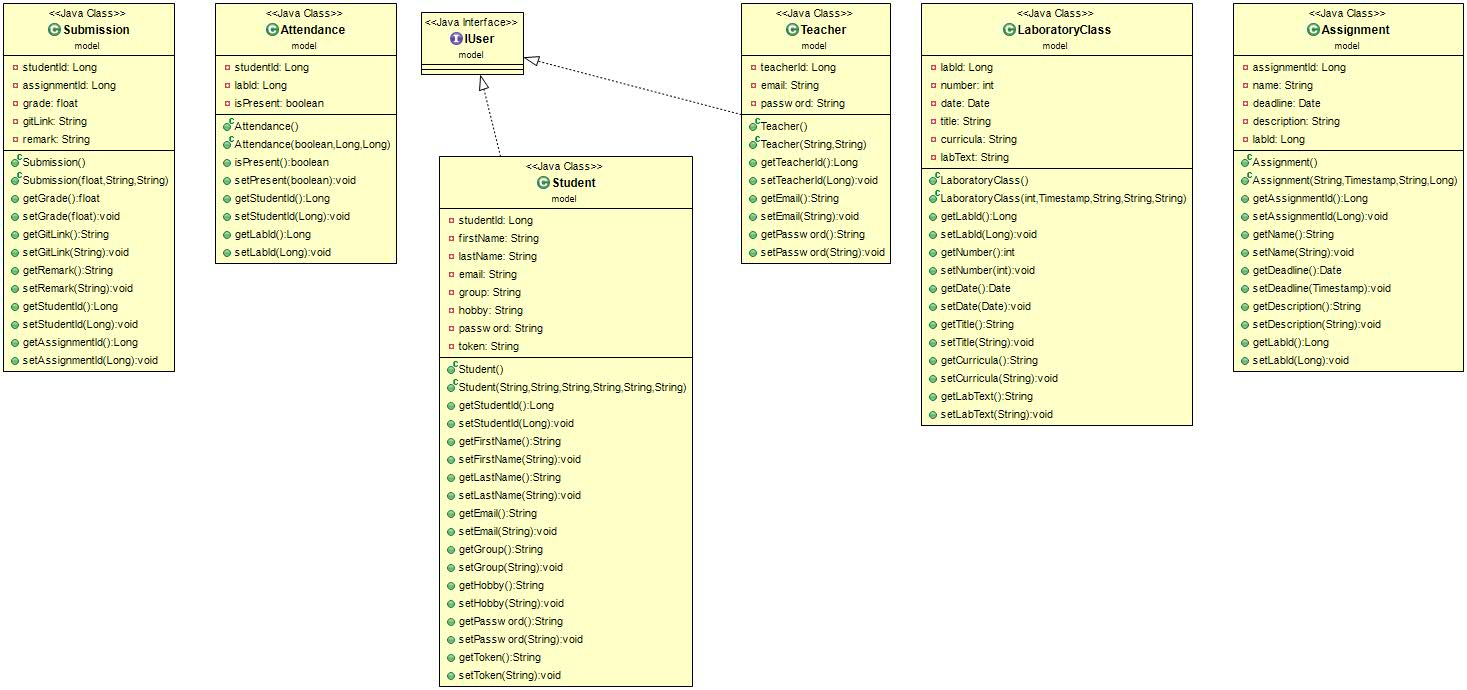 <<Java Class>>
Submission
model
studentId: Long
assignmentId: Long
grade: float
gitLink: String
remark: String
Submission()
Submission(float,String,String)
getGrade():float
setGrade(float):void
getGitLink():String
setGitLink(String):void
getRemark():String
setRemark(String):void
getStudentId():Long
setStudentId(Long):void
getAssignmentId():Long
setAssignmentId(Long):void
<<Java Class>>
Attendance
model
studentId: Long
labId: Long
isPresent: boolean
Attendance()
Attendance(boolean,Long,Long)
isPresent():boolean
setPresent(boolean):void
getStudentId():Long
setStudentId(Long):void
getLabId():Long
setLabId(Long):void
<<Java Interface>>
IUser
model
<<Java Class>>
Student
model
studentId: Long
firstName: String
lastName: String
email: String
group: String
hobby: String
password: String
token: String
Student()
Student(String,String,String,String,String,String)
getStudentId():Long
setStudentId(Long):void
getFirstName():String
setFirstName(String):void
getLastName():String
setLastName(String):void
getEmail():String
setEmail(String):void
getGroup():String
setGroup(String):void
getHobby():String
setHobby(String):void
getPassword():String
setPassword(String):void
getToken():String
setToken(String):void
<<Java Class>>
Teacher
model
teacherId: Long
email: String
password: String
Teacher()
Teacher(String,String)
getTeacherId():Long
setTeacherId(Long):void
getEmail():String
setEmail(String):void
getPassword():String
setPassword(String):void
<<Java Class>>
LaboratoryClass
model
labId: Long
number: int
date: Date
title: String
curricula: String
labText: String
LaboratoryClass()
LaboratoryClass(int,Timestamp,String,String,String)
getLabId():Long
setLabId(Long):void
getNumber():int
setNumber(int):void
getDate():Date
setDate(Date):void
getTitle():String
setTitle(String):void
getCurricula():String
setCurricula(String):void
getLabText():String
setLabText(String):void
<<Java Class>>
Assignment
model
assignmentId: Long
name: String
deadline: Date
description: String
labId: Long
Assignment()
Assignment(String,Timestamp,String,Long)
getAssignmentId():Long
setAssignmentId(Long):void
getName():String
setName(String):void
getDeadline():Date
setDeadline(Timestamp):void
getDescription():String
setDescription(String):void
getLabId():Long
setLabId(Long):void